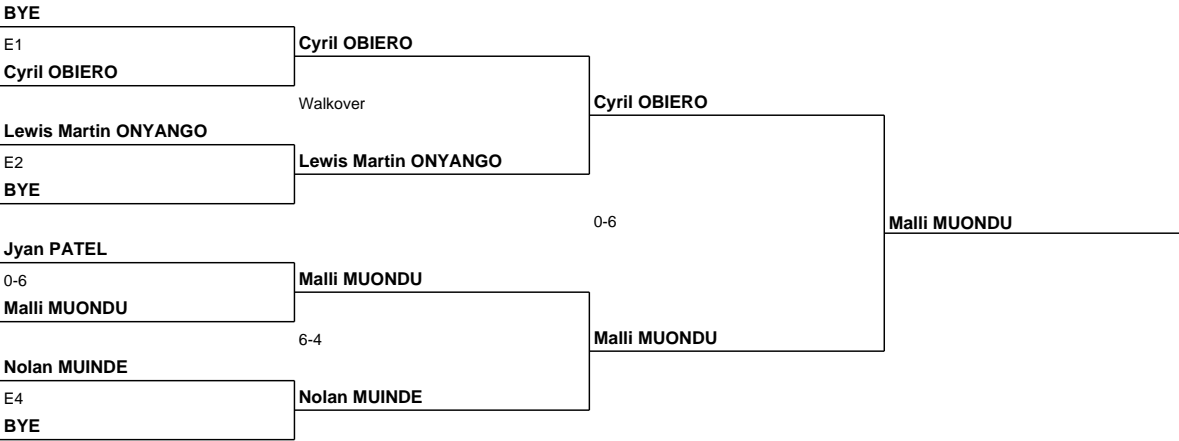 BYE
E1
Cyril OBIERO
Cyril OBIERO
Walkover
Cyril OBIERO
Lewis Martin ONYANGO
E2
Lewis Martin ONYANGO
BYE
0-6
Malli MUONDU
Jyan PATEL
0-6
Malli MUONDU
Malli MUONDU
6-4
Malli MUONDU
Nolan MUINDE
E4
Nolan MUINDE
BYE